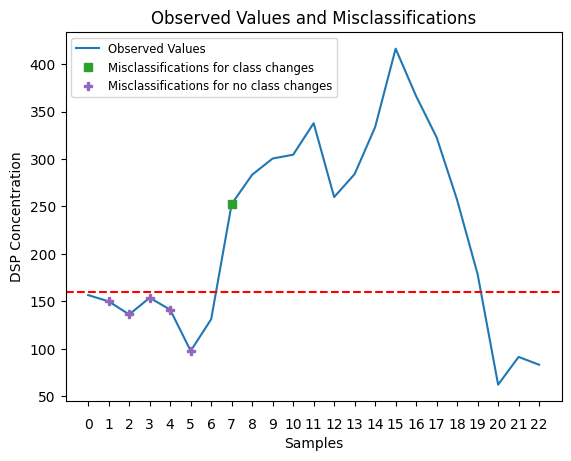 Observed Values and Misclassifications
Observed Values
Misclassifications for class changes
Misclassifications for no class changes
400
350
300
250
200
150
100
50
DSP Concentration
0 1 2 3 4 5 6 7 8 9 10 11 12 13 14 15 16 17 18 19 20 21 22
Samples